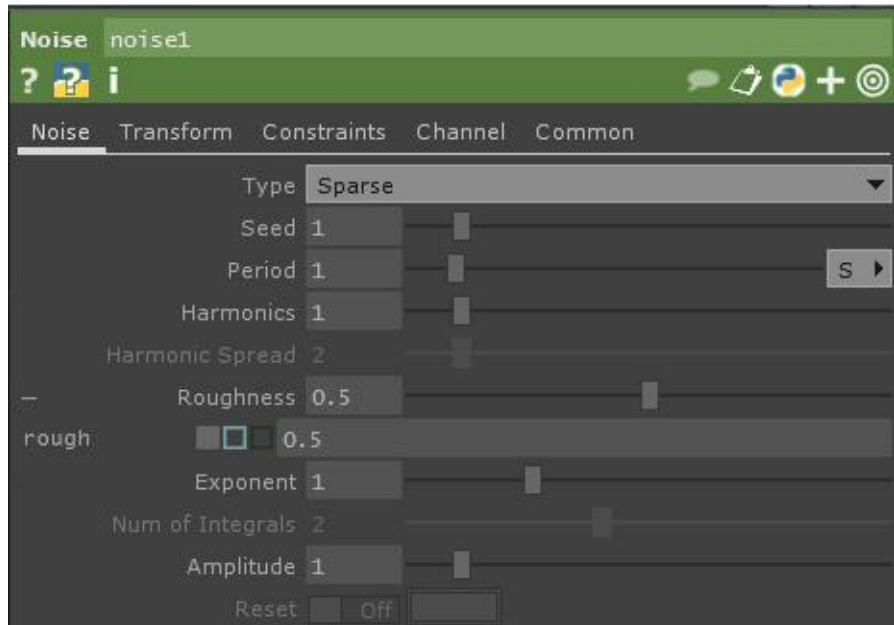 Noise noise1
? ? i
Noise Transform Constraints Channel Common
Type Sparse
Seed 1
Period 1 S
Harmonics 1
Harmonic Spread 2
Roughness 0.5
rough 0.5
Exponent 1
Num of Integrals 2
Amplitude 1
Reset Off